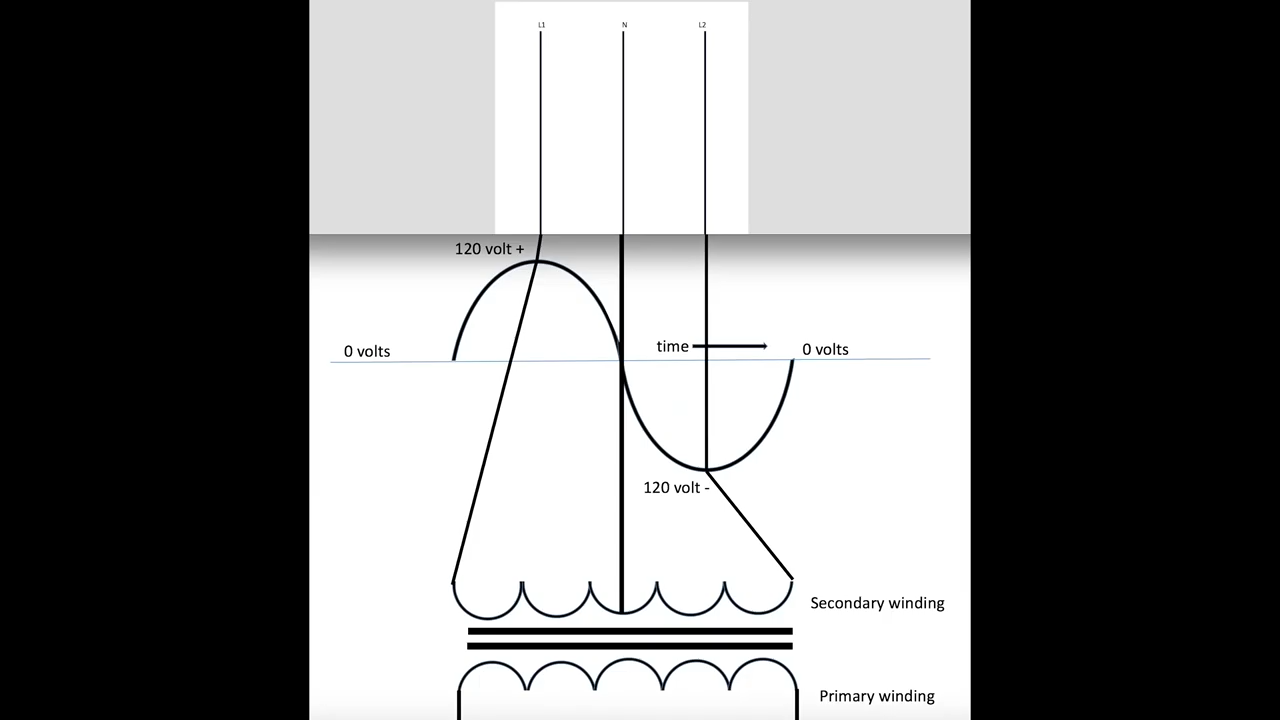 L1 N L2
120 volt +
time
0 volts
0 volts
120 volt -
Secondary winding
Primary winding